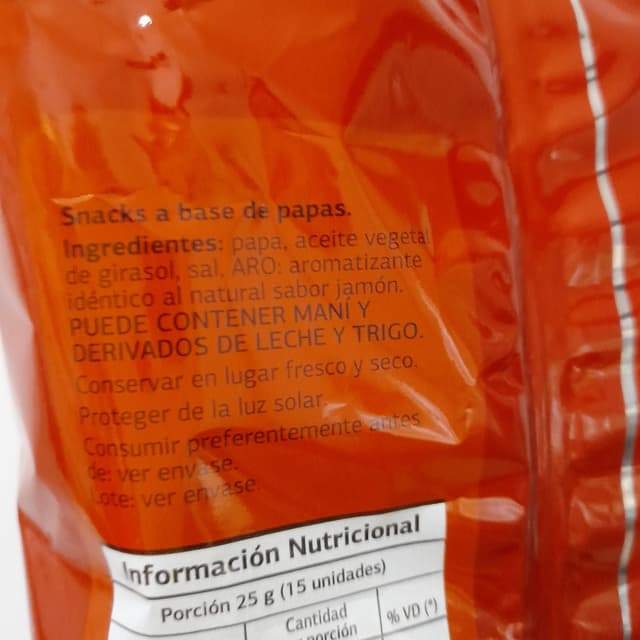 Snacks a base de papas.
Ingredientes: papa, aceite vegetal
de girasol, sal, ARO: aromatizante
idéntico al natural sabor jamón.
PUEDE CONTENER MANÍ Y
DERIVADOS DE LECHE Y TRIGO.
Conservar en lugar fresco y seco.
Proteger de la luz solar.
Consumir preferentemente antes
de: ver envase.
Lote: ver envase.
Información Nutricional
Porción 25 g (15 unidades)
Cantidad
porción
% VD (*)